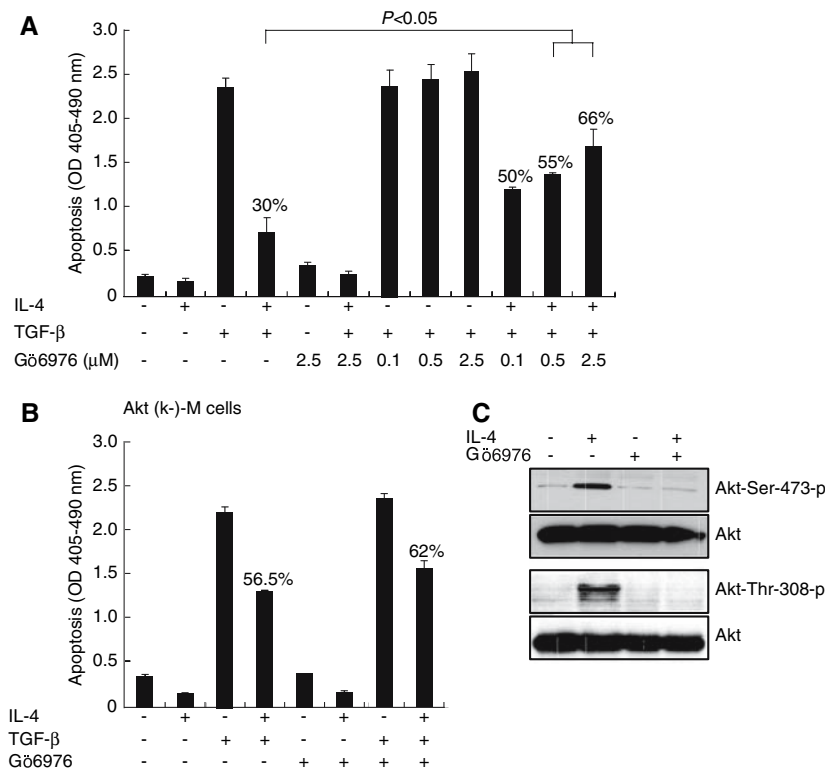 A
P<0.05
Apoptosis (OD 405-490 nm)
3.0
2.5
2.0
1.5
1.0
0.5
0
30%
50%
55%
66%
IL-4 - + - + - + - - - + + +
TGF-β - - + + - + + + + + + +
Gö6976 (μM) - - - - 2.5 2.5 0.1 0.5 2.5 0.1 0.5 2.5
B
Akt (k-)-M cells
Apoptosis (OD 405-490 nm)
3.0
2.5
2.0
1.5
1.0
0.5
0
56.5%
62%
IL-4 - + - + - + - +
TGF-β - - + + - - + +
Gö6976 - - - - + + + +
C
IL-4 - + - +
Gö6976 - - + +
Akt-Ser-473-p
Akt
Akt-Thr-308-p
Akt